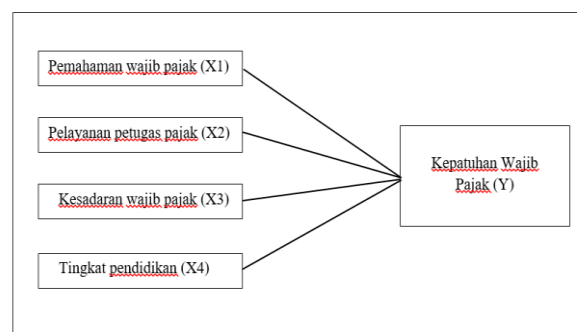 Pemahaman wajib pajak (X1)
Pelayanan petugas pajak (X2)
Kesadaran wajib pajak (X3)
Tingkat pendidikan (X4)
Kepatuhan Wajib
Pajak (Y)